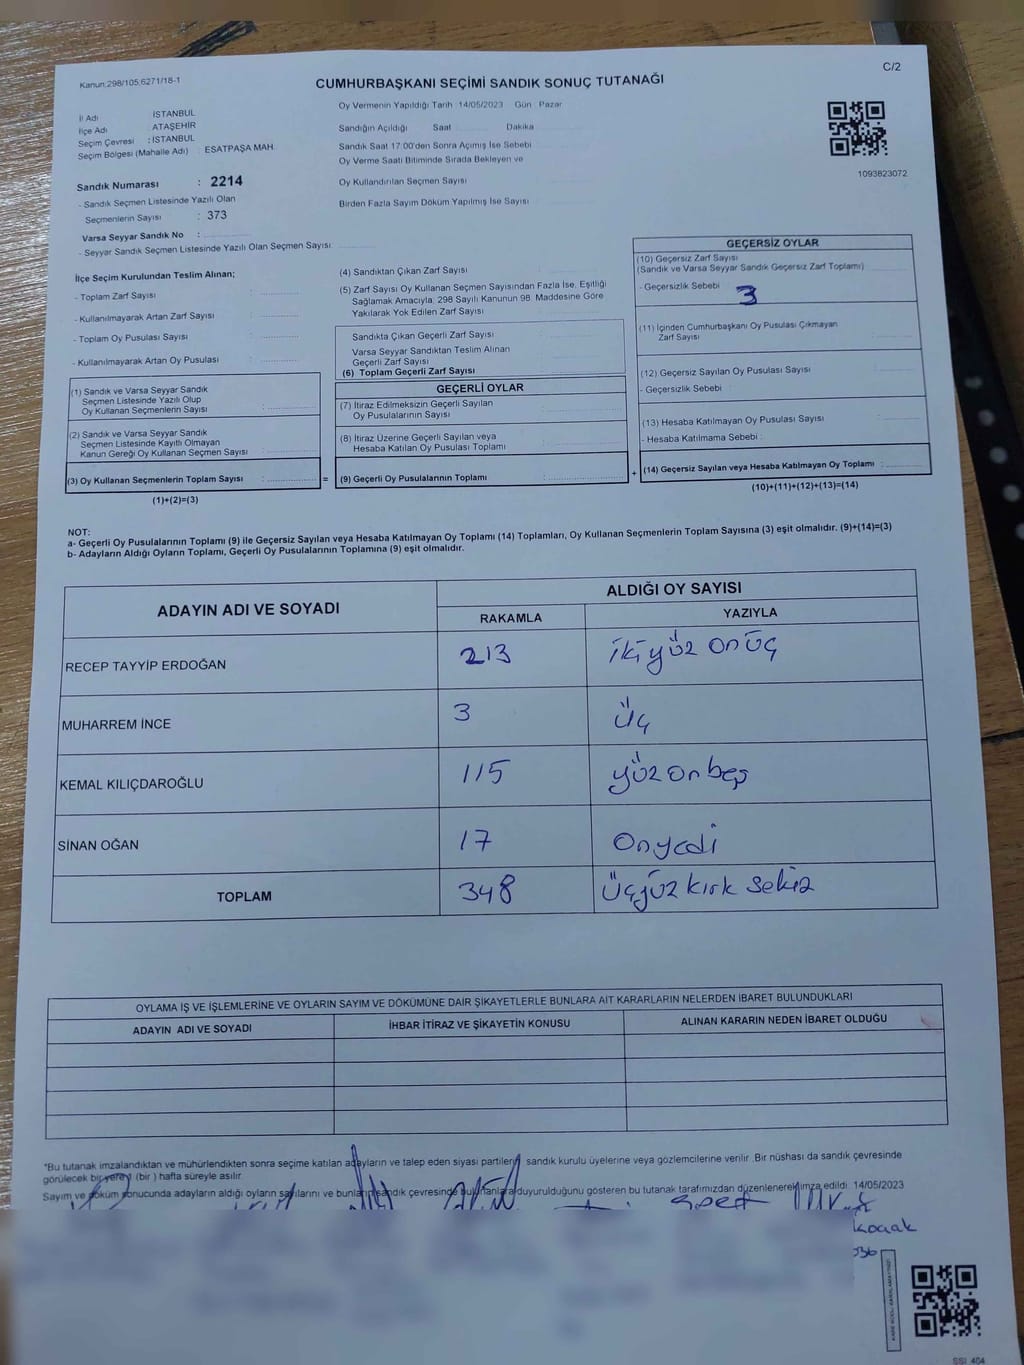 Kanun:298/105;6271/18-1
C/2
CUMHURBAŞKANI SEÇİMİ SANDIK SONUÇ TUTANAĞI
İl Adı : İSTANBUL
İlçe Adı : ATAŞEHİR
Seçim Çevresi : İSTANBUL
Seçim Bölgesi (Mahalle Adı) : ESATPAŞA MAH.
Sandık Numarası : 2214
- Sandık Seçmen Listesinde Yazılı Olan
Seçmenlerin Sayısı : 373
Varsa Seyyar Sandık No :
- Seyyar Sandık Seçmen Listesinde Yazılı Olan Seçmen Sayısı:
Oy Vermenin Yapıldığı Tarih :14/05/2023 Gün : Pazar
Sandığın Açıldığı Saat Dakika
Sandık Saat 17:00'den Sonra Açımış İse Sebebi
Oy Verme Saati Bitiminde Sırada Bekleyen ve
Oy Kullandırılan Seçmen Sayısı
Birden Fazla Sayım Döküm Yapılmış İse Sayısı
1093823072
İlçe Seçim Kurulundan Teslim Alınan;
- Toplam Zarf Sayısı :
- Kullanılmayarak Artan Zarf Sayısı :
- Toplam Oy Pusulası Sayısı :
- Kullanılmayarak Artan Oy Pusulası :
(1) Sandık ve Varsa Seyyar Sandık
Seçmen Listesinde Yazılı Olup
Oy Kullanan Seçmenlerin Sayısı :
(2) Sandık ve Varsa Seyyar Sandık
Seçmen Listesinde Kayıtlı Olmayan
Kanun Gereği Oy Kullanan Seçmen Sayısı :
(3) Oy Kullanan Seçmenlerin Toplam Sayısı : =
(1)+(2)=(3)
(4) Sandıktan Çıkan Zarf Sayısı :
(5) Zarf Sayısı Oy Kullanan Seçmen Sayısından Fazla İse, Eşitliği
Sağlamak Amacıyla, 298 Sayılı Kanunun 98. Maddesine Göre
Yakılarak Yok Edilen Zarf Sayısı :
Sandıkta Çıkan Geçerli Zarf Sayısı :
Varsa Seyyar Sandıktan Teslim Alınan
Geçerli Zarf Sayısı
(6) Toplam Geçerli Zarf Sayısı :
GEÇERLİ OYLAR
(7) İtiraz Edilmeksizin Geçerli Sayılan
Oy Pusulalarının Sayısı :
(8) İtiraz Üzerine Geçerli Sayılan veya
Hesaba Katılan Oy Pusulası Toplamı :
(9) Geçerli Oy Pusulalarının Toplamı : +
GEÇERSİZ OYLAR
(10) Geçersiz Zarf Sayısı
(Sandık ve Varsa Seyyar Sandık Geçersiz Zarf Toplamı)
- Geçersizlik Sebebi : 3
(11) İçinden Cumhurbaşkanı Oy Pusulası Çıkmayan
Zarf Sayısı :
(12) Geçersiz Sayılan Oy Pusulası Sayısı :
- Geçersizlik Sebebi :
(13) Hesaba Katılmayan Oy Pusulası Sayısı :
- Hesaba Katılmama Sebebi :
(14) Geçersiz Sayılan veya Hesaba Katılmayan Oy Toplamı :
(10)+(11)+(12)+(13)=(14)
NOT:
a- Geçerli Oy Pusulalarının Toplamı (9) ile Geçersiz Sayılan veya Hesaba Katılmayan Oy Toplamı (14) Toplamları, Oy Kullanan Seçmenlerin Toplam Sayısına (3) eşit olmalıdır. (9)+(14)=(3)
b- Adayların Aldığı Oyların Toplamı, Geçerli Oy Pusulalarının Toplamına (9) eşit olmalıdır.
ADAYIN ADI VE SOYADI ALDIĞI OY SAYISI
RAKAMLA YAZIYLA
RECEP TAYYİP ERDOĞAN 213 ikiyüz onüç
MUHARREM İNCE 3 üç
KEMAL KILIÇDAROĞLU 115 yüzonbeş
SİNAN OĞAN 17 Onyedi
TOPLAM 348 üçyüz kırk sekiz
OYLAMA İŞ VE İŞLEMLERİNE VE OYLARIN SAYIM VE DÖKÜMÜNE DAİR ŞİKAYETLERLE BUNLARA AİT KARARLARIN NELERDEN İBARET BULUNDUKLARI
ADAYIN ADI VE SOYADI İHBAR İTİRAZ VE ŞİKAYETİN KONUSU ALINAN KARARIN NEDEN İBARET OLDUĞU
*Bu tutanak imzalandıktan ve mühürlendikten sonra seçime katılan adayların ve talep eden siyasi partilerin sandık kurulu üyelerine veya gözlemcilerine verilir .Bir nüshası da sandık çevresinde
görülecek bir yere 1 (bir ) hafta süreyle asılır.
Sayım ve döküm sonucunda adayların aldığı oyların sayılarını ve bunların sandık çevresinde bulunanlara duyurulduğunu gösteren bu tutanak tarafımızdan düzenlenerek imza edildi. 14/05/2023
SSI 404